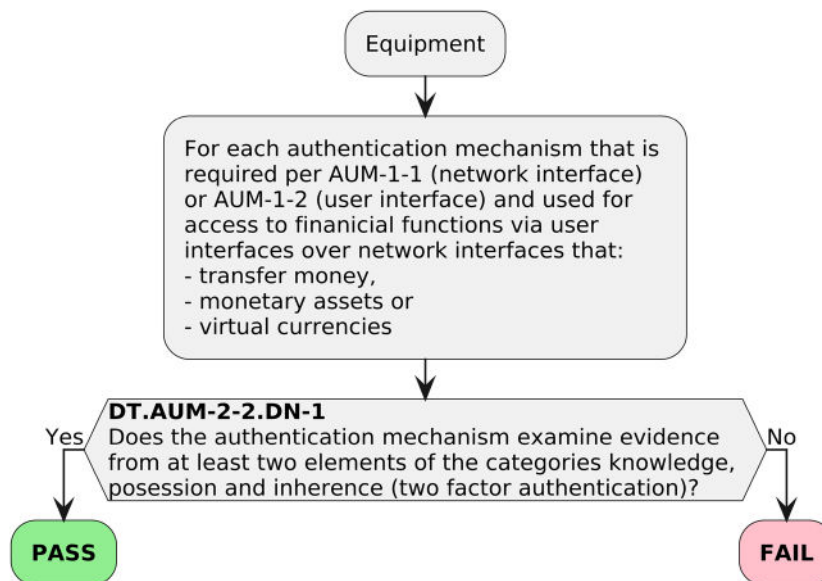 Equipment
For each authentication mechanism that is
required per AUM-1-1 (network interface)
or AUM-1-2 (user interface) and used for
access to finanicial functions via user
interfaces over network interfaces that:
- transfer money,
- monetary assets or
- virtual currencies
DT.AUM-2-2.DN-1
Does the authentication mechanism examine evidence
from at least two elements of the categories knowledge,
posession and inherence (two factor authentication)?
Yes
No
PASS
FAIL